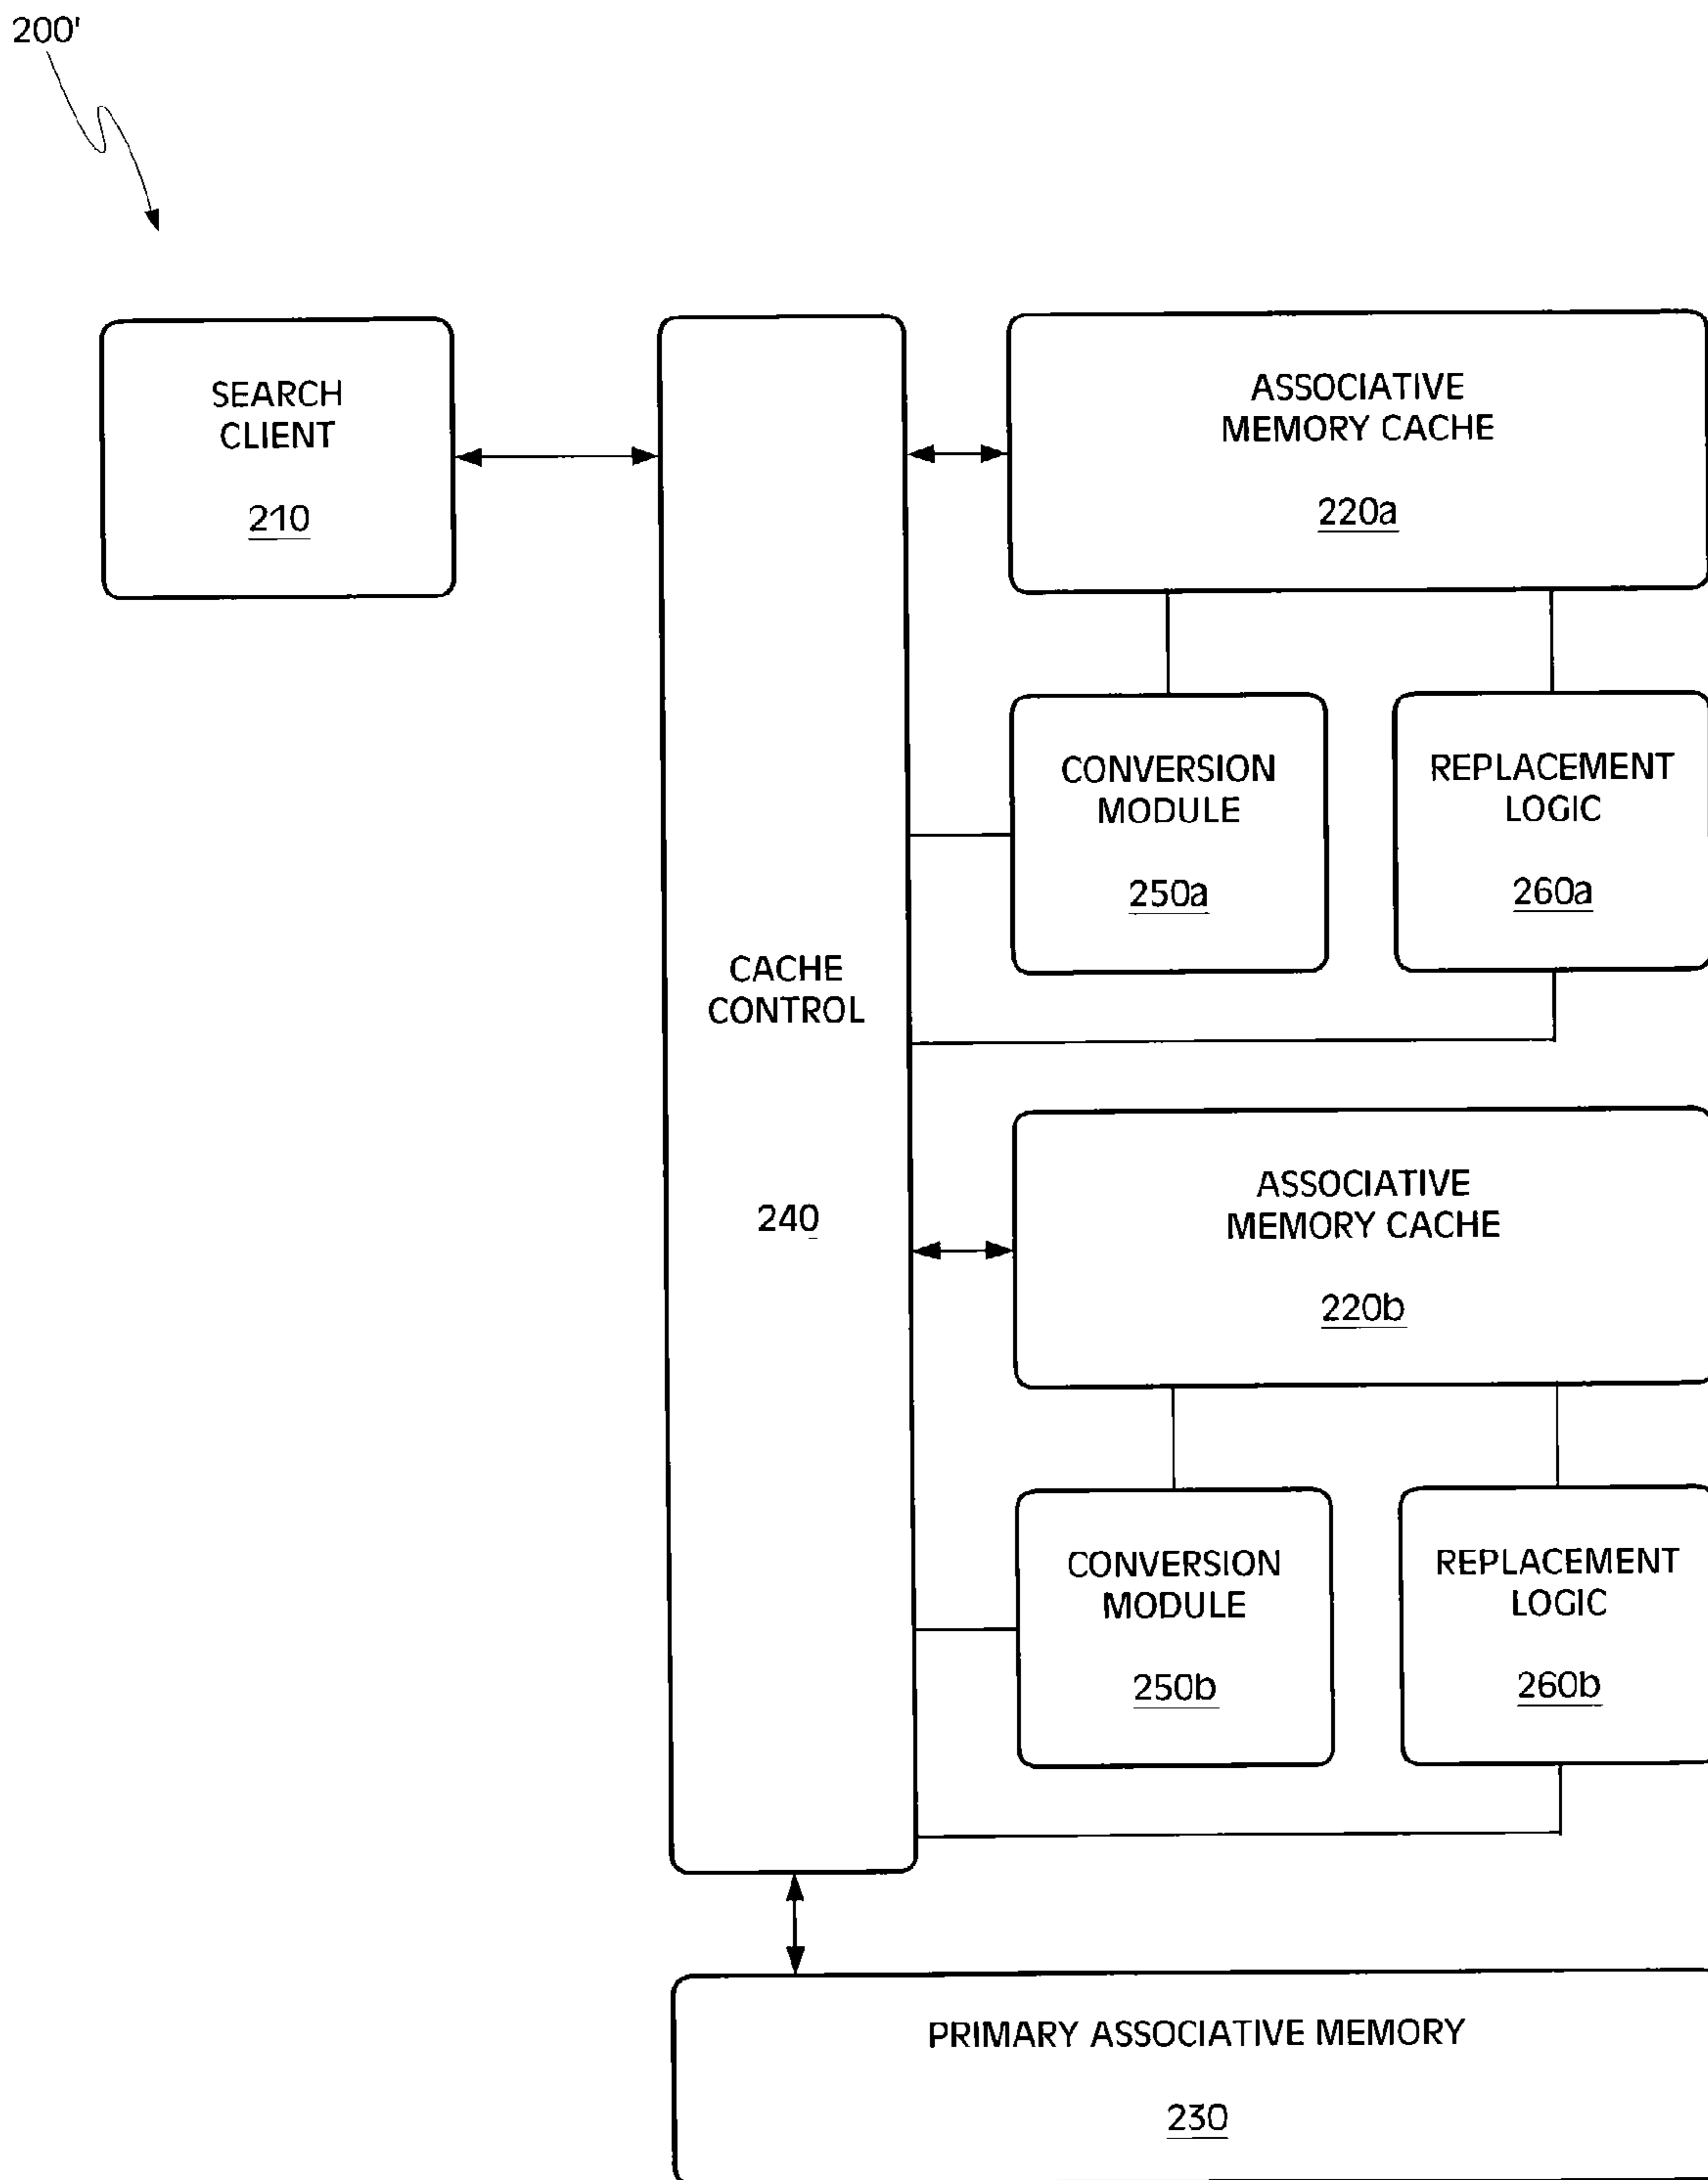 200'
SEARCH
CLIENT
210
ASSOCIATIVE
MEMORY CACHE
220a
CONVERSION
MODULE
250a
REPLACEMENT
LOGIC
260a
CACHE
CONTROL
240
ASSOCIATIVE
MEMORY CACHE
220b
CONVERSION
MODULE
250b
REPLACEMENT
LOGIC
260b
PRIMARY ASSOCIATIVE MEMORY
230